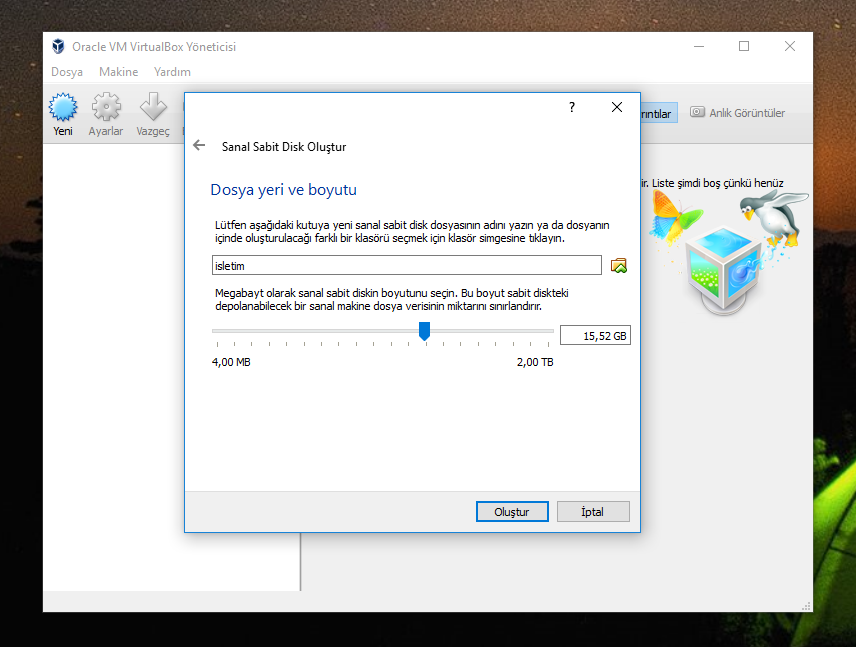 Oracle VM VirtualBox Yöneticisi
Dosya Makine Yardım
Yeni Ayarlar Vazgeç
Anlık Görüntüler
Liste şimdi boş çünkü henüz
?
Sanal Sabit Disk Oluştur
Dosya yeri ve boyutu
Lütfen aşağıdaki kutuya yeni sanal sabit disk dosyasının adını yazın ya da dosyanın
içinde oluşturulacağı farklı bir klasörü seçmek için klasör simgesine tıklayın.
isletim
Megabayt olarak sanal sabit diskin boyutunu seçin. Bu boyut sabit diskteki
depolanabilecek bir sanal makine dosya verisinin miktarını sınırlandırır.
15,52 GB
4,00 MB 2,00 TB
Oluştur İptal